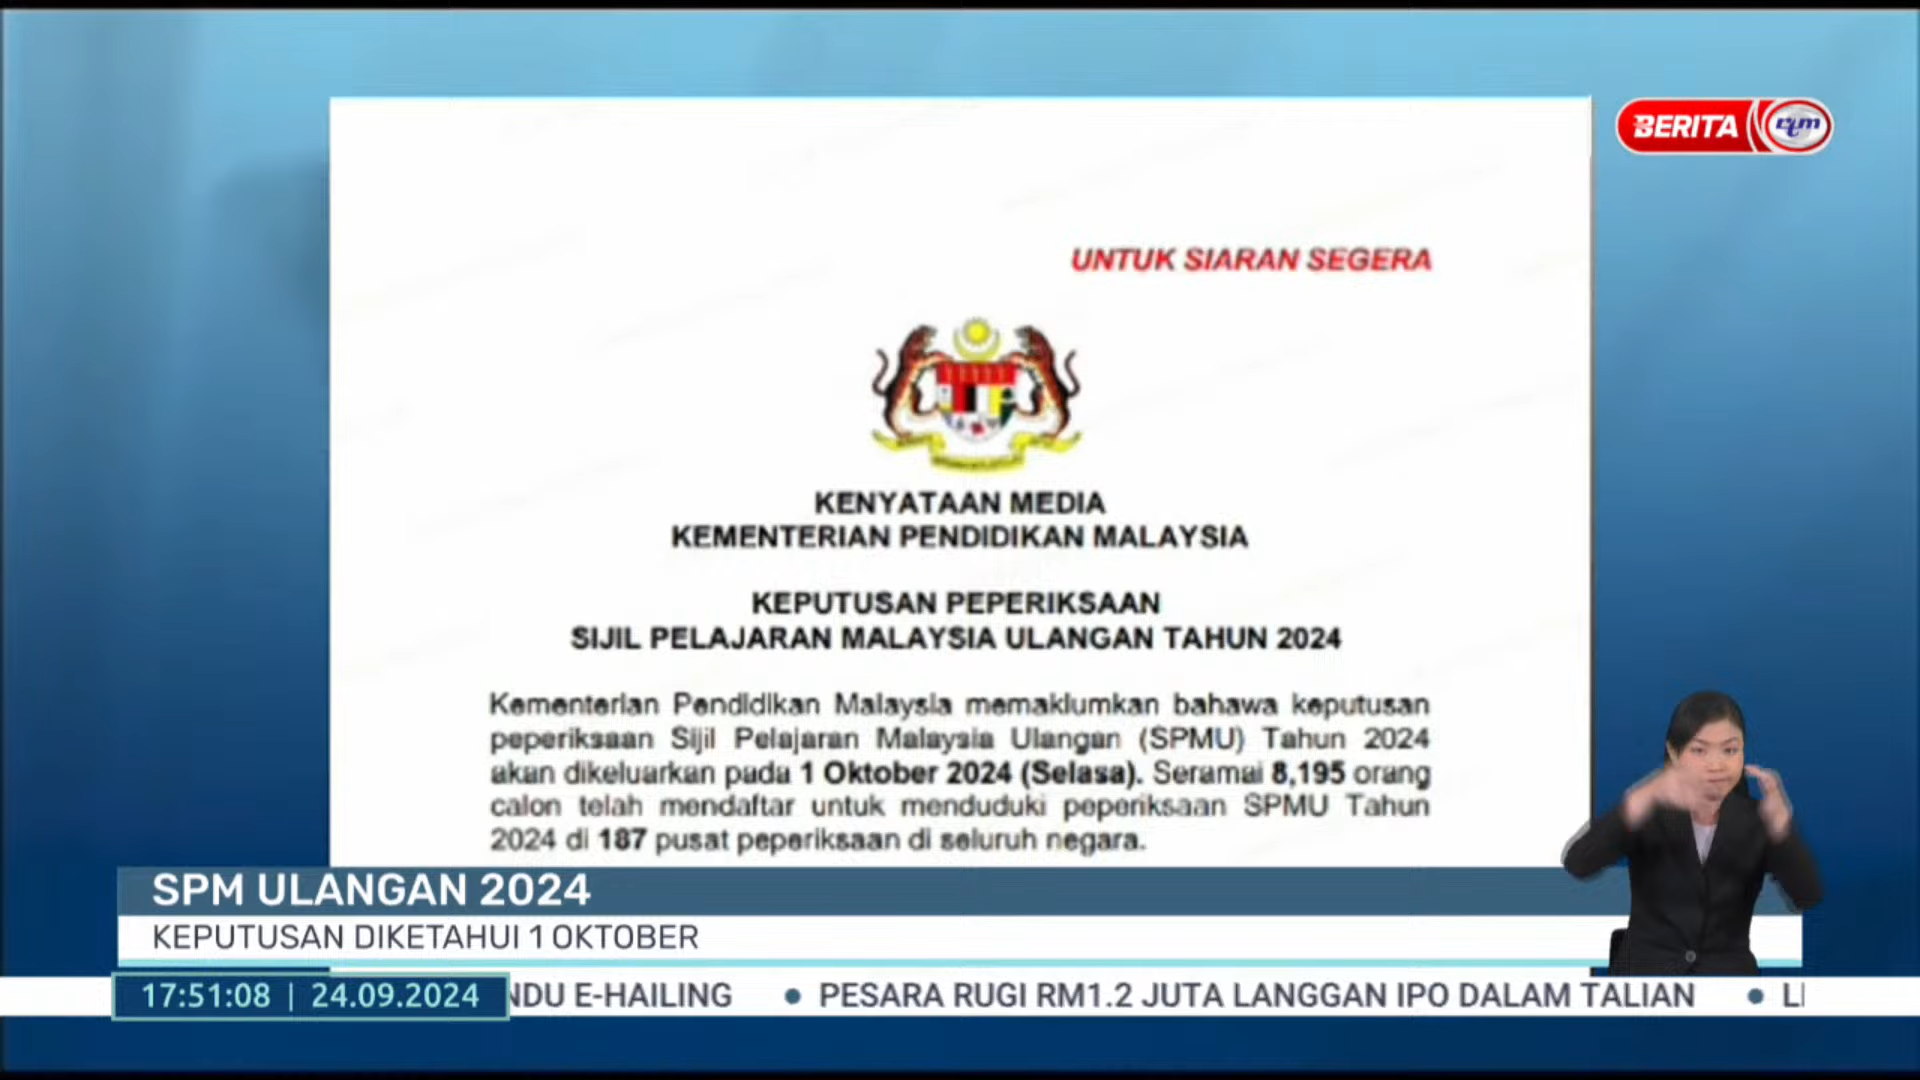 BERITA rtm
UNTUK SIARAN SEGERA
KENYATAAN MEDIA
KEMENTERIAN PENDIDIKAN MALAYSIA
KEPUTUSAN PEPERIKSAAN
SIJIL PELAJARAN MALAYSIA ULANGAN TAHUN 2024
Kementerian Pendidikan Malaysia memaklumkan bahawa keputusan
peperiksaan Sijil Pelajaran Malaysia Ulangan (SPMU) Tahun 2024
akan dikeluarkan pada 1 Oktober 2024 (Selasa). Seramai 8,195 orang
calon telah mendaftar untuk menduduki peperiksaan SPMU Tahun
2024 di 187 pusat peperiksaan di seluruh negara.
SPM ULANGAN 2024
KEPUTUSAN DIKETAHUI 1 OKTOBER
17:51:08 | 24.09.2024 NDU E-HAILING • PESARA RUGI RM1.2 JUTA LANGGAN IPO DALAM TALIAN •